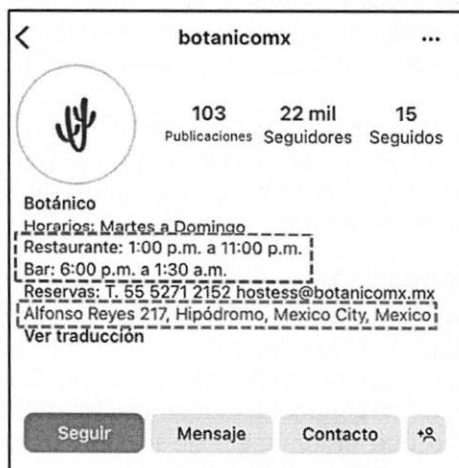 botanicomx
103 22 mil 15
Publicaciones Seguidores Seguidos
Botánico
Horarios: Martes a Domingo
Restaurante: 1:00 p.m. a 11:00 p.m.
Bar: 6:00 p.m. a 1:30 a.m.
Reservas: T. 55 5271 2152 hostess@botanicomx.mx
Alfonso Reyes 217, Hipódromo, Mexico City, Mexico
Ver traducción
Seguir Mensaje Contacto